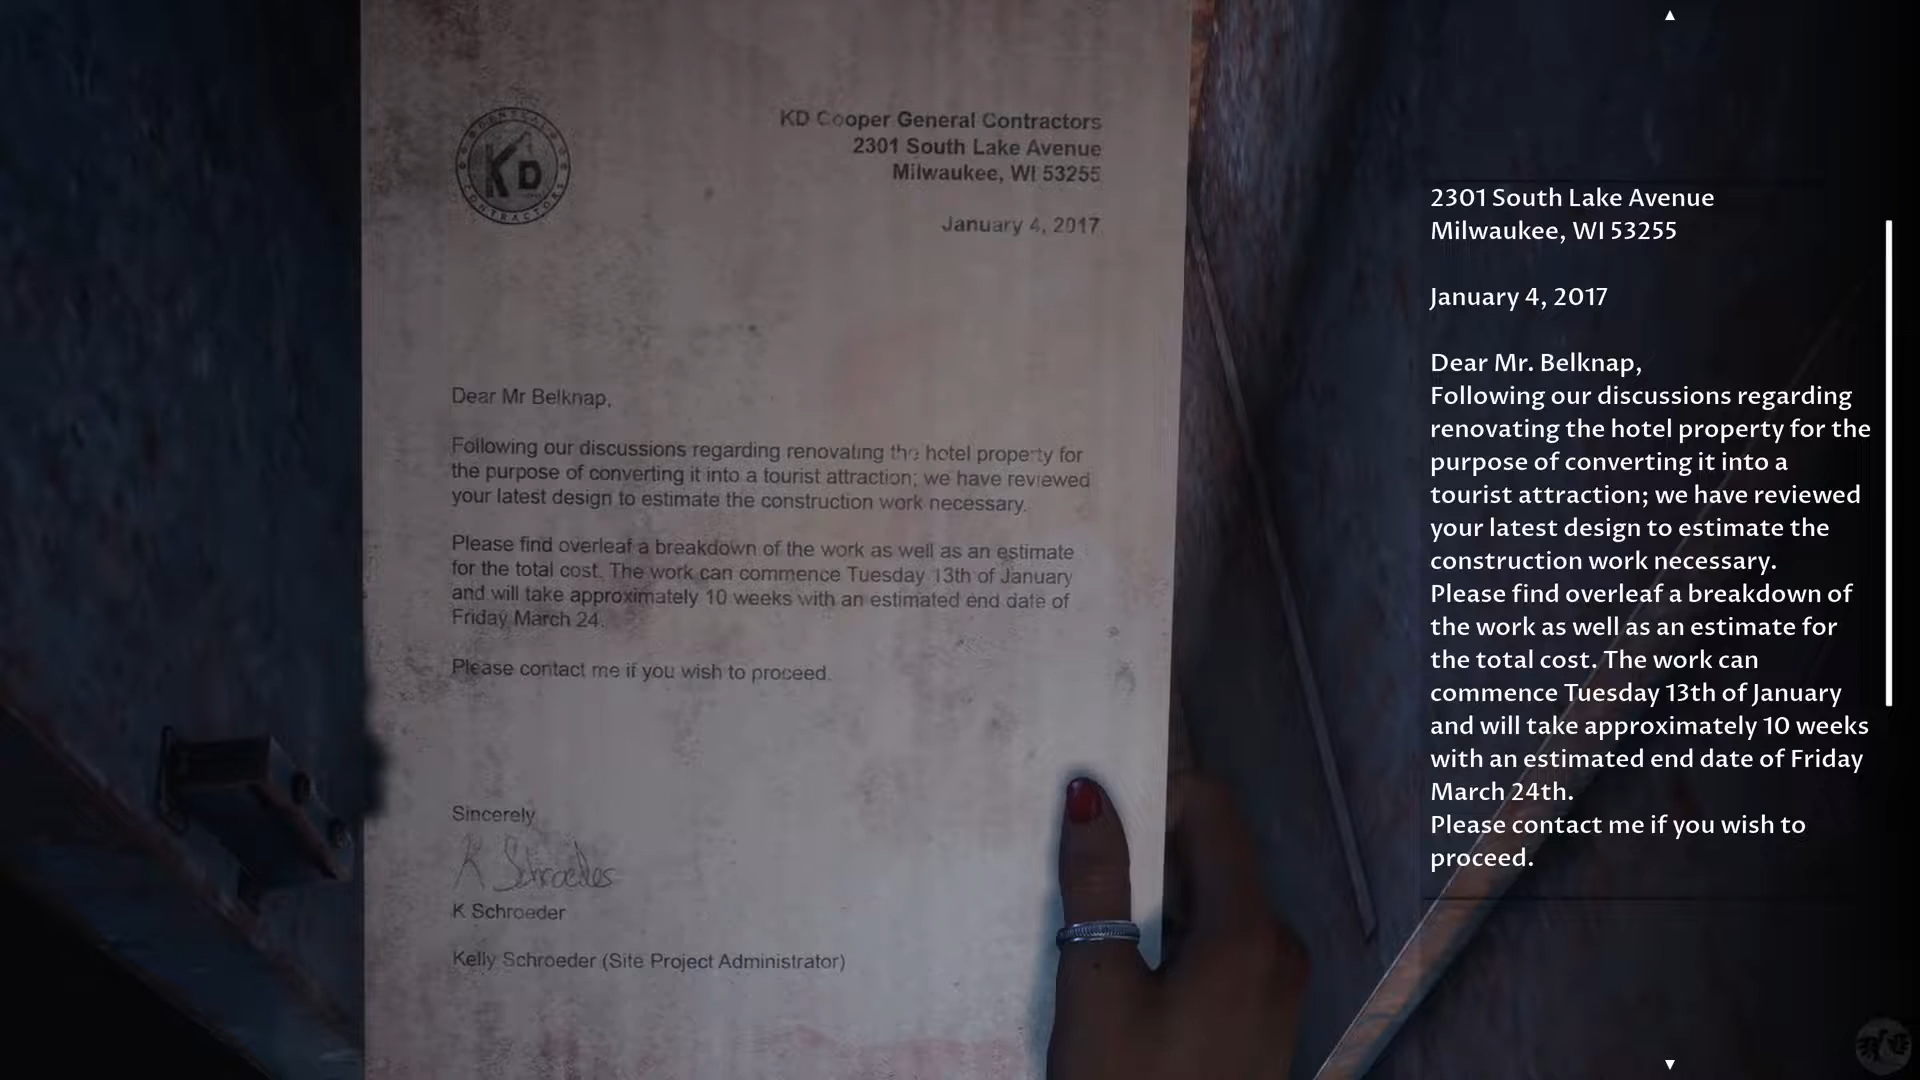 KD
GENERAL
CONTRACTORS
KD Cooper General Contractors
2301 South Lake Avenue
Milwaukee, WI 53255
January 4, 2017
Dear Mr Belknap,
Following our discussions regarding renovating the hotel property for
the purpose of converting it into a tourist attraction; we have reviewed
your latest design to estimate the construction work necessary.
Please find overleaf a breakdown of the work as well as an estimate
for the total cost. The work can commence Tuesday 13th of January
and will take approximately 10 weeks with an estimated end date of
Friday March 24.
Please contact me if you wish to proceed.
Sincerely
K Schroeder
K Schroeder
Kelly Schroeder (Site Project Administrator)
2301 South Lake Avenue
Milwaukee, WI 53255
January 4, 2017
Dear Mr. Belknap,
Following our discussions regarding
renovating the hotel property for the
purpose of converting it into a
tourist attraction; we have reviewed
your latest design to estimate the
construction work necessary.
Please find overleaf a breakdown of
the work as well as an estimate for
the total cost. The work can
commence Tuesday 13th of January
and will take approximately 10 weeks
with an estimated end date of Friday
March 24th.
Please contact me if you wish to
proceed.